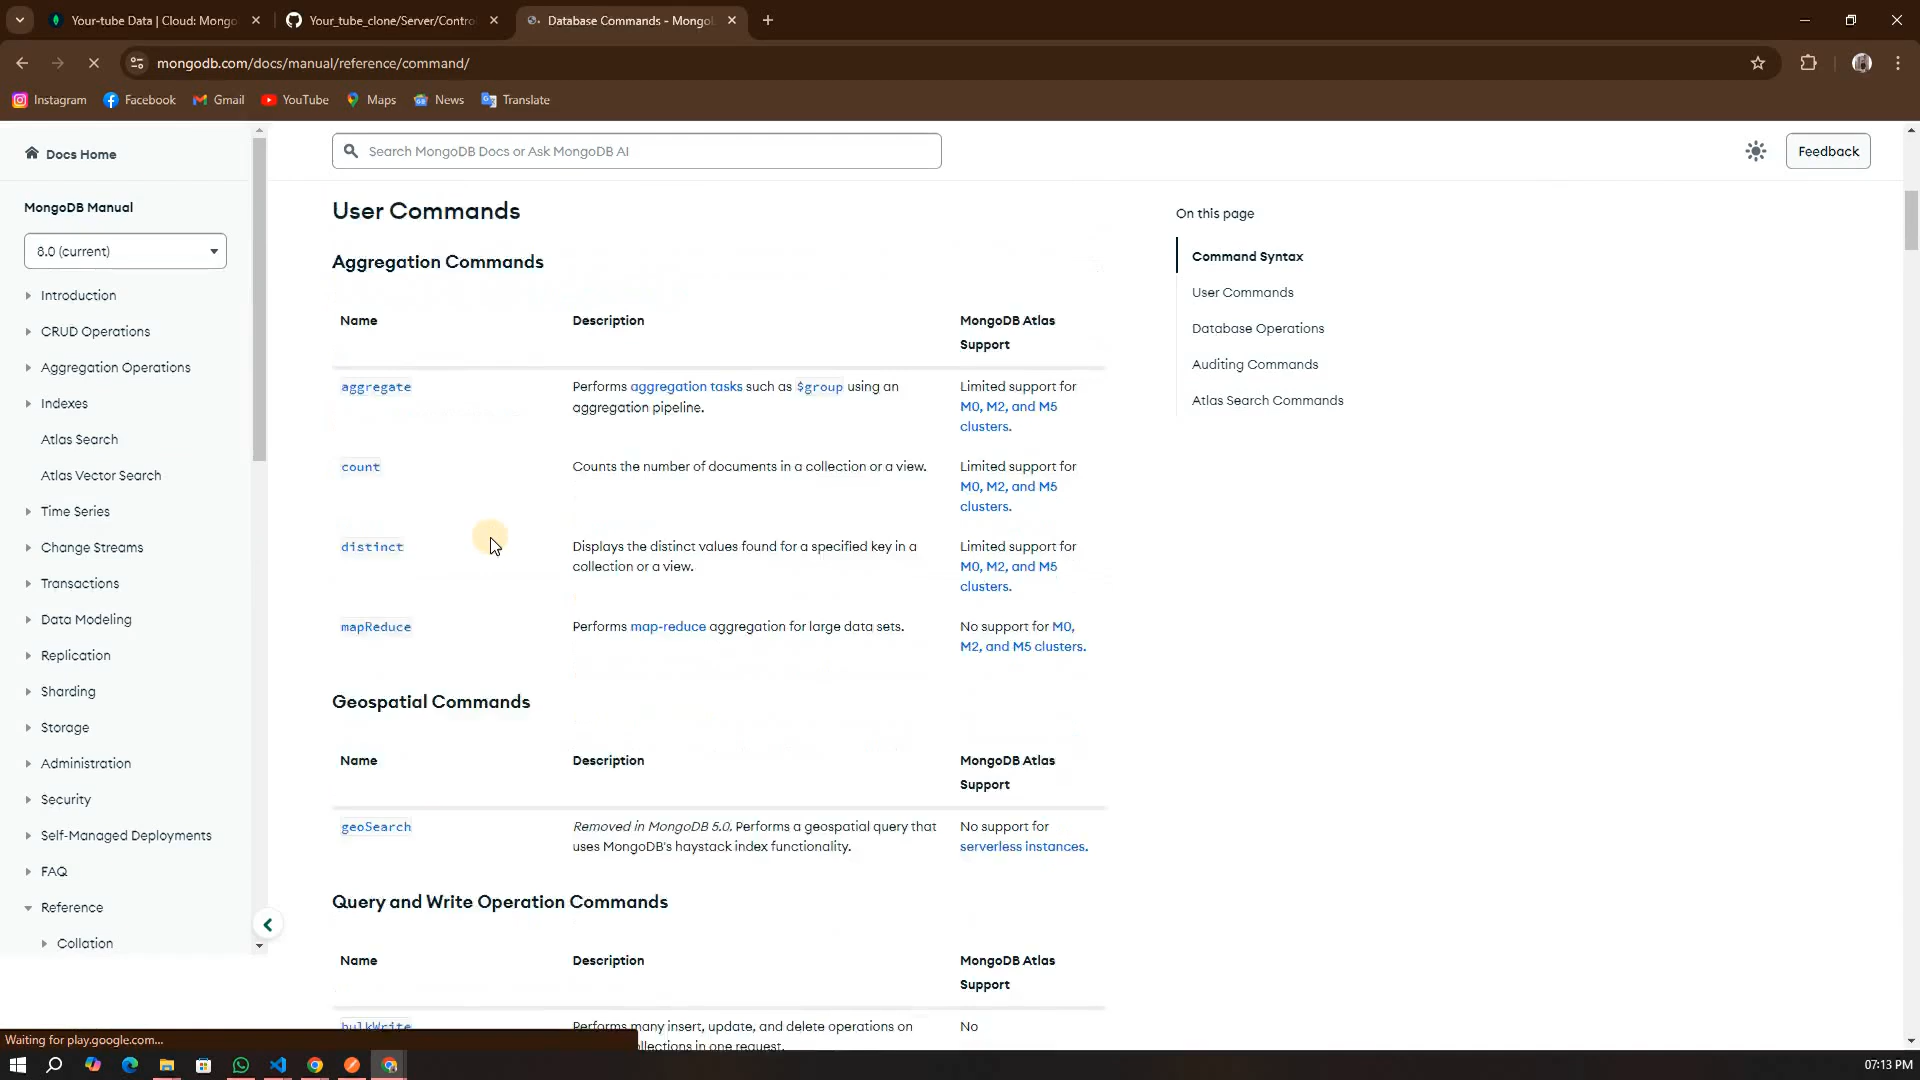 Your-tube Data | Cloud: Mongo
Your_tube_clone/Server/Contro
Database Commands - MongoD
mongodb.com/docs/manual/reference/command/
Instagram
Facebook
Gmail
YouTube
Maps
News
Translate
Docs Home
Search MongoDB Docs or Ask MongoDB AI
Feedback
MongoDB Manual
8.0 (current)
Introduction
CRUD Operations
Aggregation Operations
Indexes
Atlas Search
Atlas Vector Search
Time Series
Change Streams
Transactions
Data Modeling
Replication
Sharding
Storage
Administration
Security
Self-Managed Deployments
FAQ
Reference
Collation
User Commands
Aggregation Commands
Name Description MongoDB Atlas
Support
aggregate Performs aggregation tasks such as $group using an Limited support for
aggregation pipeline. M0, M2, and M5
clusters.
count Counts the number of documents in a collection or a view. Limited support for
M0, M2, and M5
clusters.
distinct Displays the distinct values found for a specified key in a Limited support for
collection or a view. M0, M2, and M5
clusters.
mapReduce Performs map-reduce aggregation for large data sets. No support for M0,
M2, and M5 clusters.
Geospatial Commands
Name Description MongoDB Atlas
Support
geoSearch Removed in MongoDB 5.0. Performs a geospatial query that No support for
uses MongoDB's haystack index functionality. serverless instances.
Query and Write Operation Commands
Name Description MongoDB Atlas
Support
bulkWrite Performs many insert, update, and delete operations on No
ollections in one request.
On this page
Command Syntax
User Commands
Database Operations
Auditing Commands
Atlas Search Commands
Waiting for play.google.com...
07:13 PM